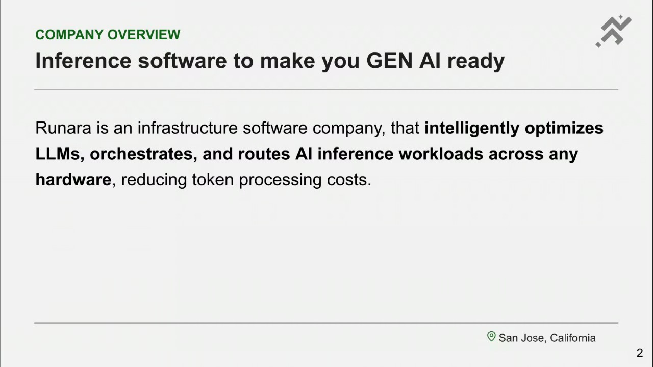 COMPANY OVERVIEW
Inference software to make you GEN AI ready
Runara is an infrastructure software company, that intelligently optimizes
LLMs, orchestrates, and routes AI inference workloads across any
hardware, reducing token processing costs.
San Jose, California
2